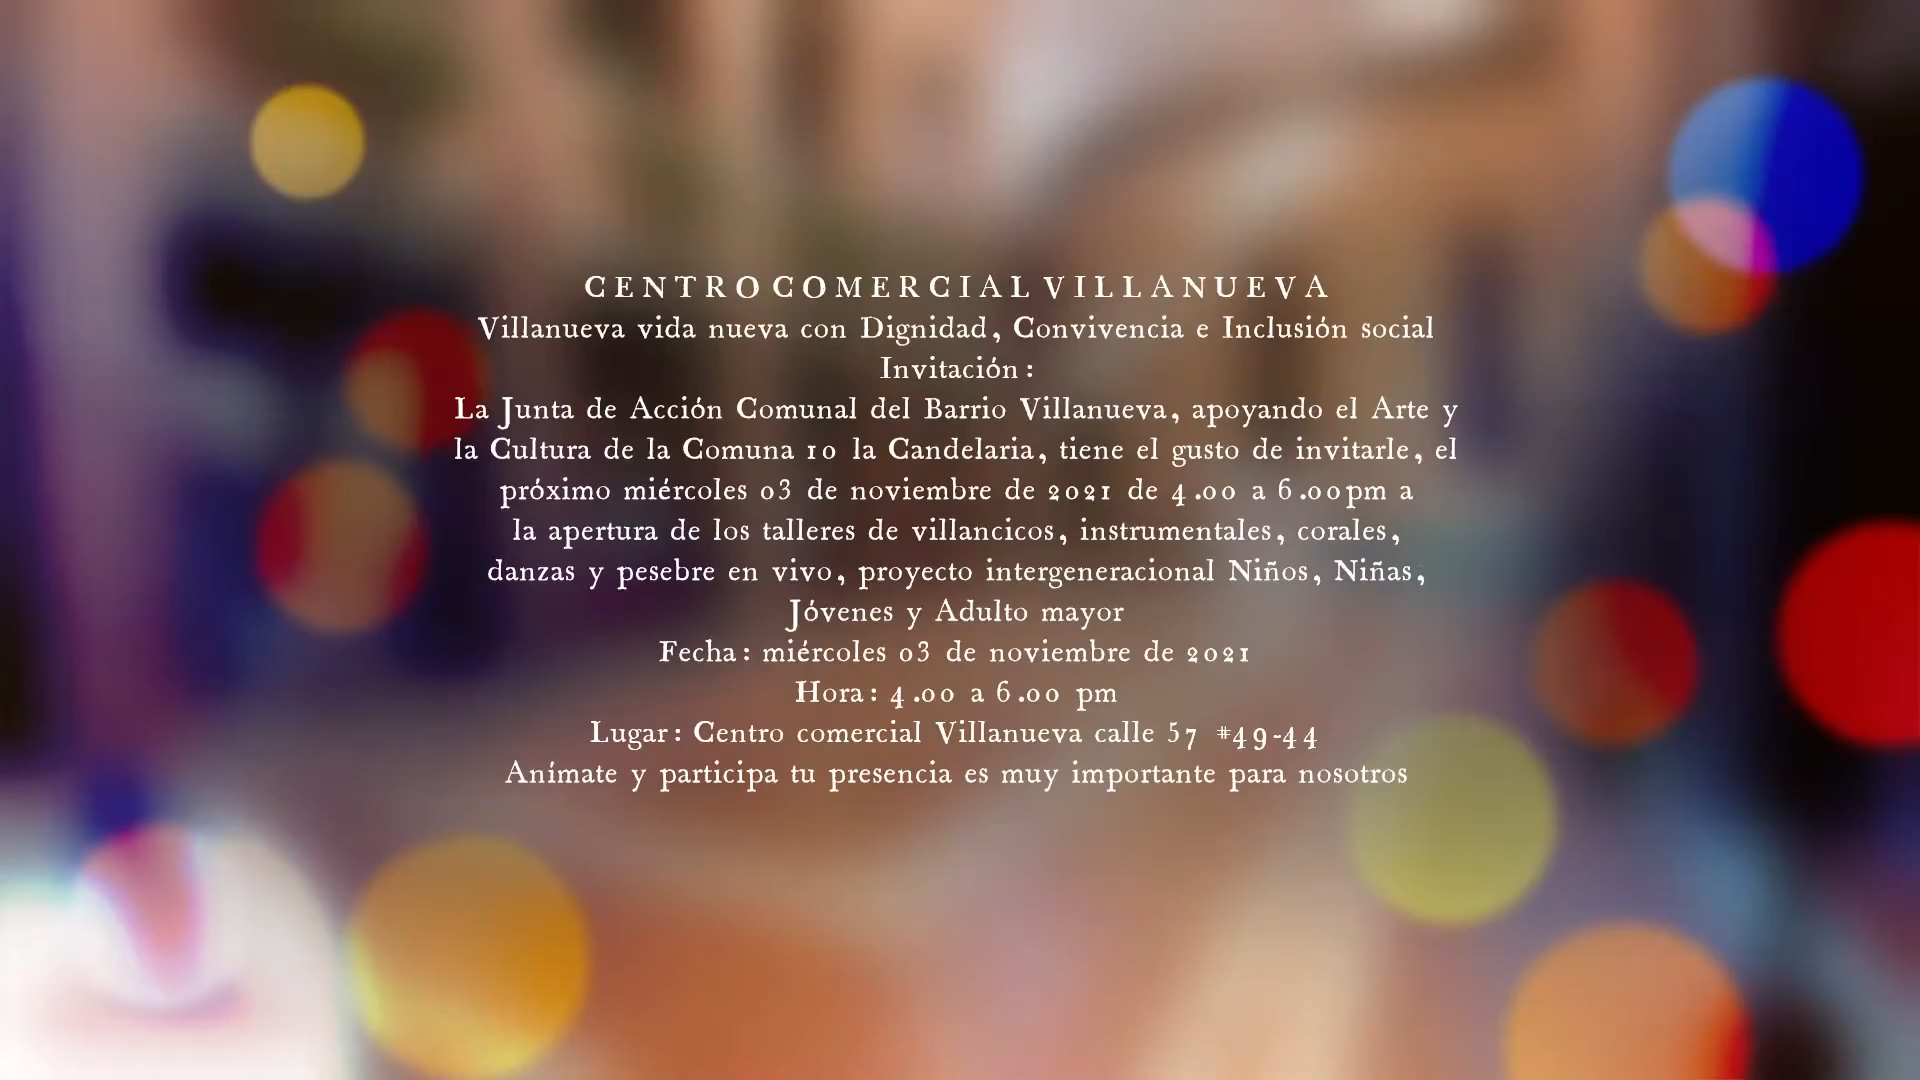 CENTRO COMERCIAL VILLANUEVA
Villanueva vida nueva con Dignidad, Convivencia e Inclusión social
Invitación:
La Junta de Acción Comunal del Barrio Villanueva, apoyando el Arte y
la Cultura de la Comuna 10 la Candelaria, tiene el gusto de invitarle, el
próximo miércoles 03 de noviembre de 2021 de 4.00 a 6.00pm a
la apertura de los talleres de villancicos, instrumentales, corales,
danzas y pesebre en vivo, proyecto intergeneracional Niños, Niñas,
Jóvenes y Adulto mayor
Fecha: miércoles 03 de noviembre de 2021
Hora: 4.00 a 6.00 pm
Lugar: Centro comercial Villanueva calle 57 #49-44
Anímate y participa tu presencia es muy importante para nosotros